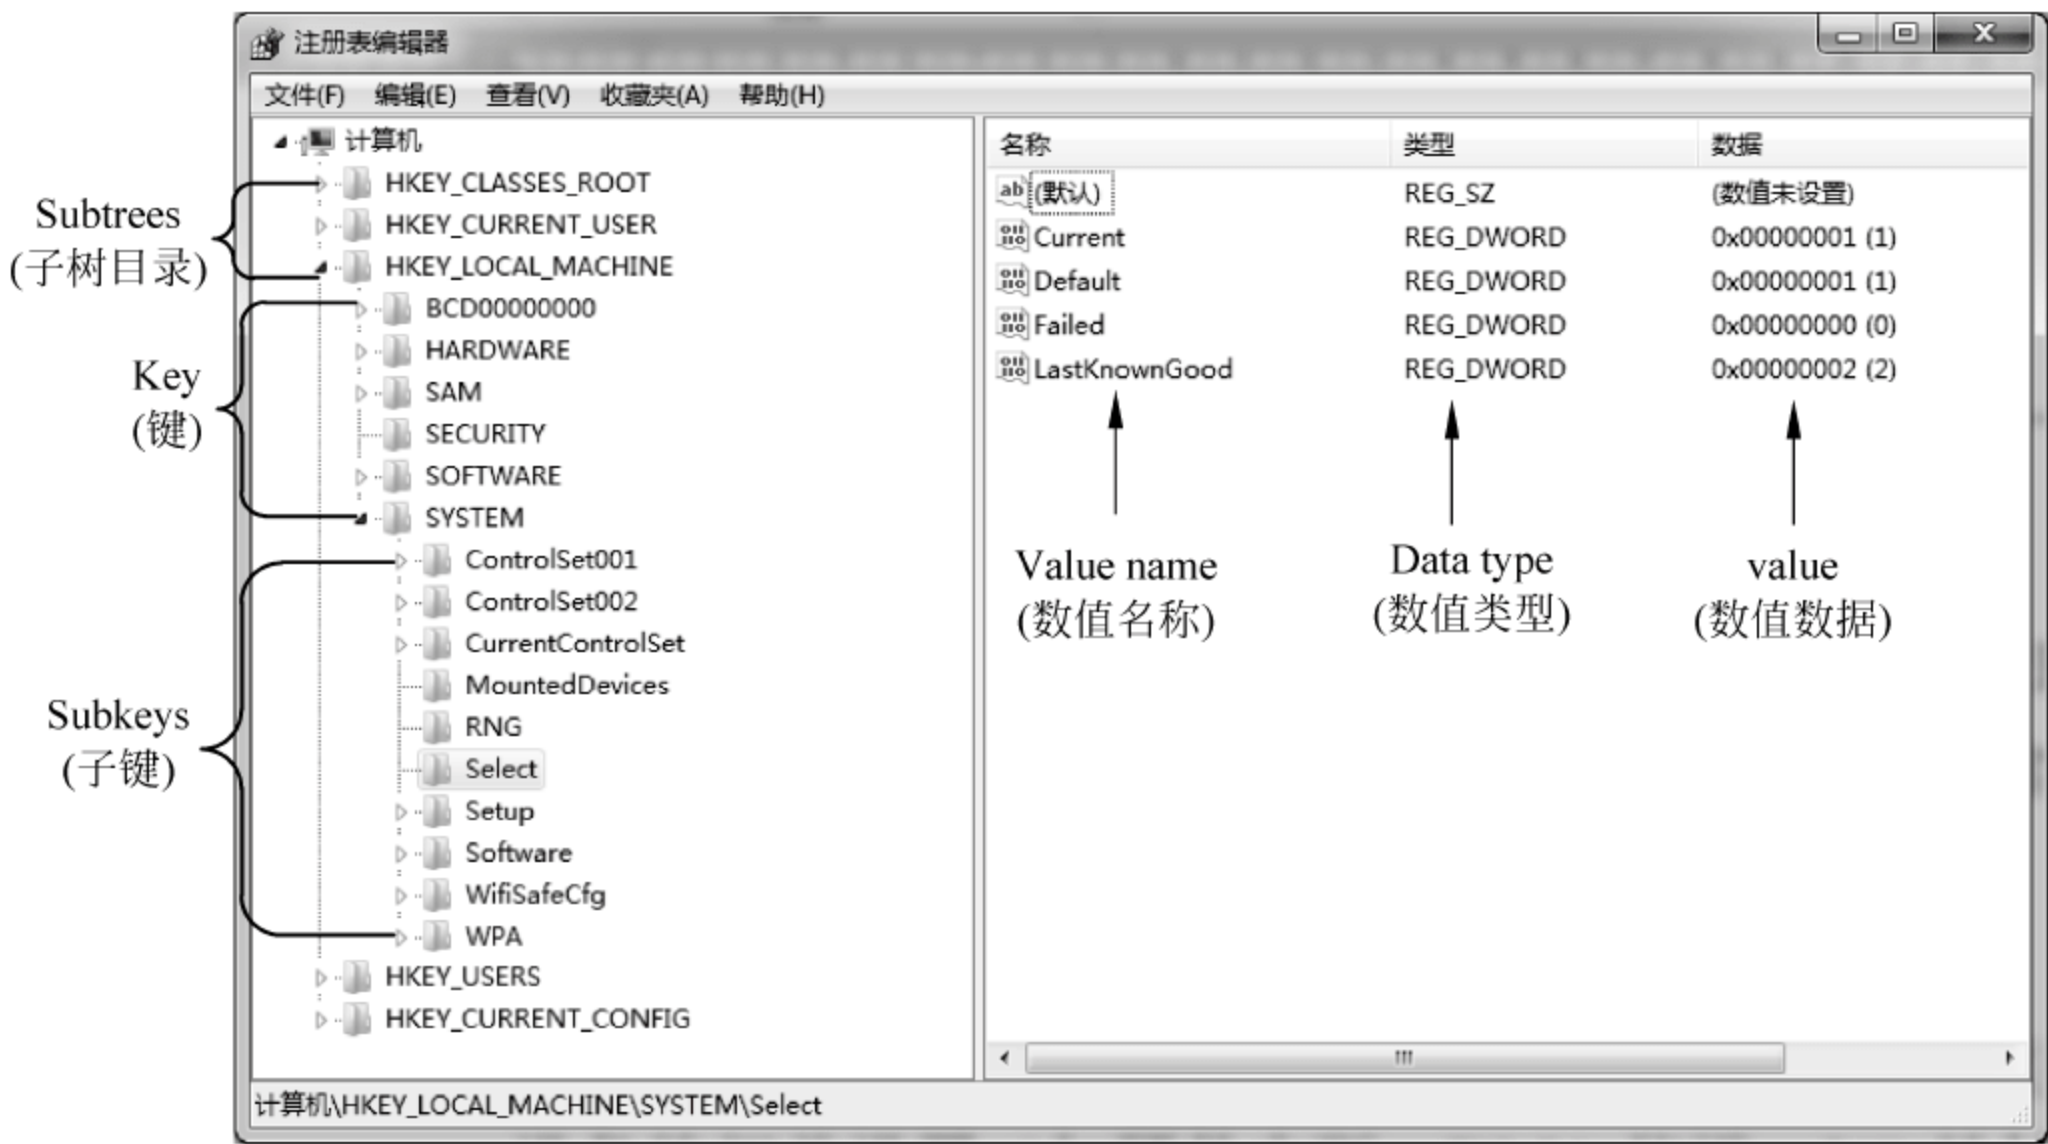 注册表编辑器
文件(F) 编辑(E) 查看(V) 收藏夹(A) 帮助(H)
计算机
HKEY_CLASSES_ROOT
HKEY_CURRENT_USER
HKEY_LOCAL_MACHINE
BCD00000000
HARDWARE
SAM
SECURITY
SOFTWARE
SYSTEM
ControlSet001
ControlSet002
CurrentControlSet
MountedDevices
RNG
Select
Setup
Software
WifiSafeCfg
WPA
HKEY_USERS
HKEY_CURRENT_CONFIG
Subtrees
(子树目录)
Key
(键)
Subkeys
(子键)
名称 类型 数据
(默认) REG_SZ (数值未设置)
Current REG_DWORD 0x00000001 (1)
Default REG_DWORD 0x00000001 (1)
Failed REG_DWORD 0x00000000 (0)
LastKnownGood REG_DWORD 0x00000002 (2)
Value name
(数值名称)
Data type
(数值类型)
value
(数值数据)
计算机\HKEY_LOCAL_MACHINE\SYSTEM\Select